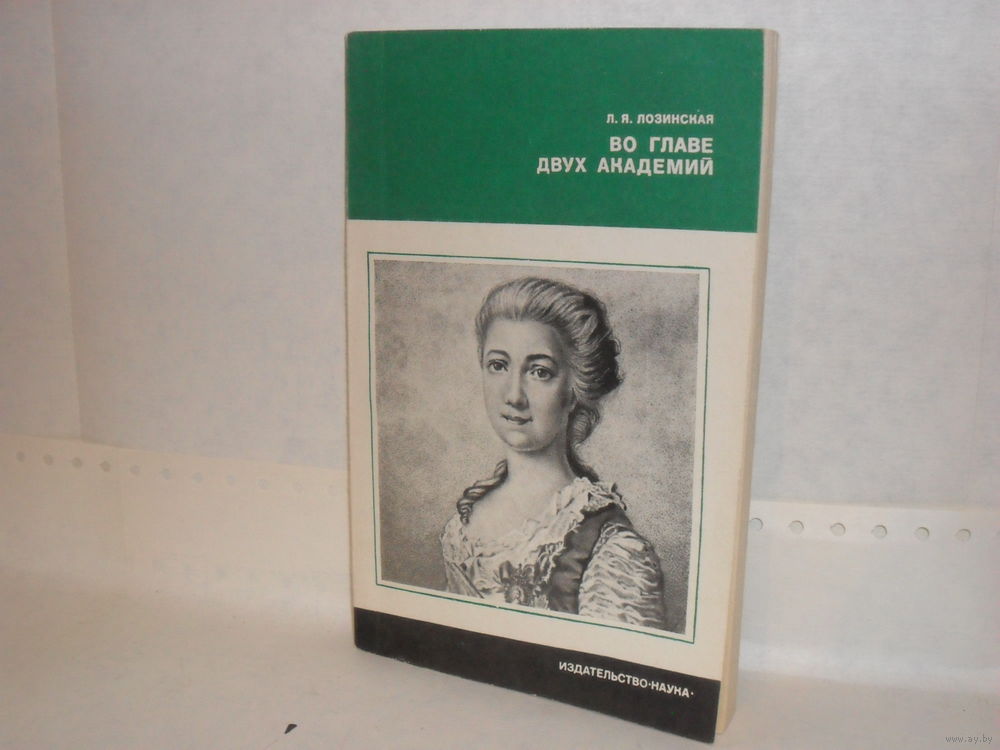 Л. Я. ЛОЗИНСКАЯ
ВО ГЛАВЕ
ДВУХ АКАДЕМИЙ
ИЗДАТЕЛЬСТВО·НАУКА·
www.ay.by